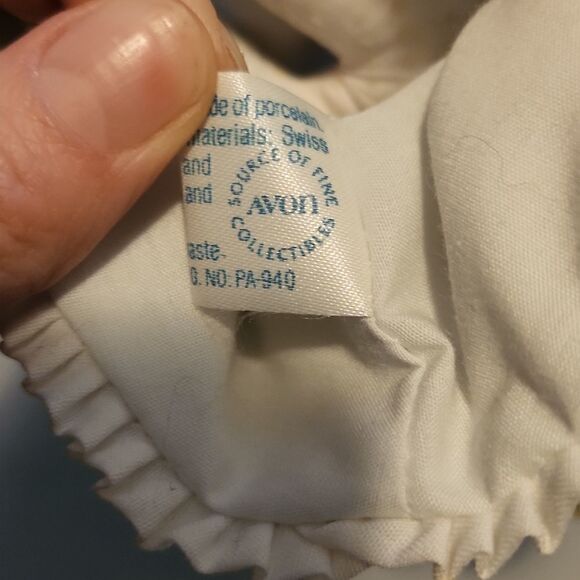 de of porcelain.
Materials: Swiss
and
and
SOURCE OF FINE
AVON
COLLECTIBLES
aste-
G. NO: PA-940